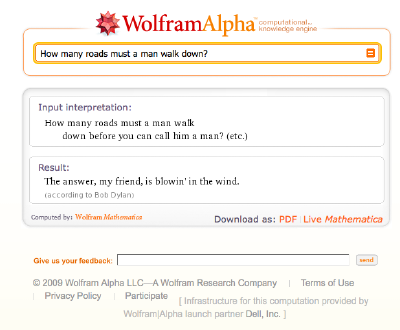 WolframAlpha™ computational... knowledge engine
How many roads must a man walk down?
Input interpretation:
How many roads must a man walk
down before you can call him a man? (etc.)
Result:
The answer, my friend, is blowin' in the wind.
(according to Bob Dylan)
Computed by: Wolfram Mathematica
Download as: PDF | Live Mathematica
Give us your feedback:
send
© 2009 Wolfram Alpha LLC—A Wolfram Research Company | Terms of Use
| Privacy Policy | Participate [ Infrastructure for this computation provided by
Wolfram|Alpha launch partner Dell, Inc. ]